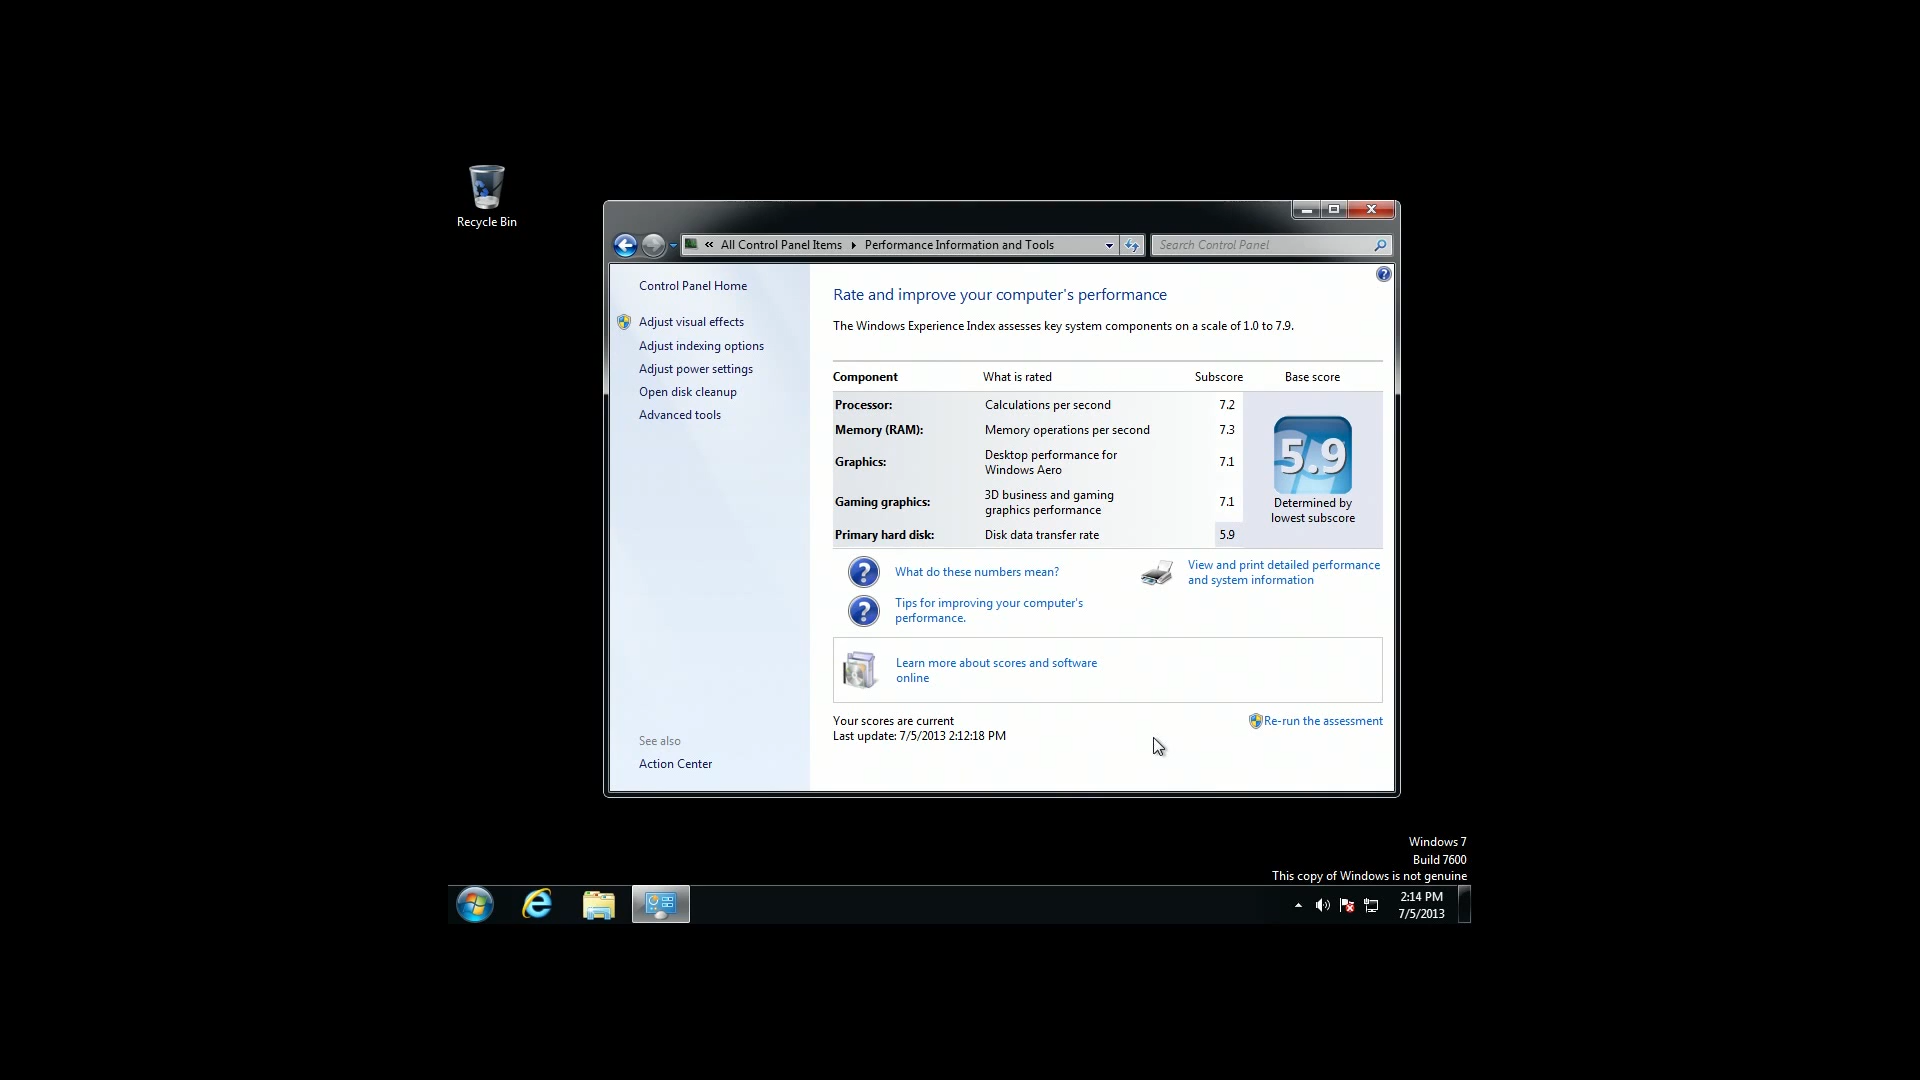 Recycle Bin
« All Control Panel Items Performance Information and Tools
Search Control Panel
Control Panel Home
Adjust visual effects
Adjust indexing options
Adjust power settings
Open disk cleanup
Advanced tools
See also
Action Center
Rate and improve your computer's performance
The Windows Experience Index assesses key system components on a scale of 1.0 to 7.9.
Component What is rated Subscore Base score
Processor: Calculations per second 7.2
Memory (RAM): Memory operations per second 7.3
Graphics: Desktop performance for
Windows Aero 7.1
Gaming graphics: 3D business and gaming
graphics performance 7.1
Primary hard disk: Disk data transfer rate 5.9
5.9
Determined by
lowest subscore
What do these numbers mean?
View and print detailed performance
and system information
Tips for improving your computer's
performance.
Learn more about scores and software
online
Your scores are current
Last update: 7/5/2013 2:12:18 PM
Re-run the assessment
Windows 7
Build 7600
This copy of Windows is not genuine
2:14 PM
7/5/2013